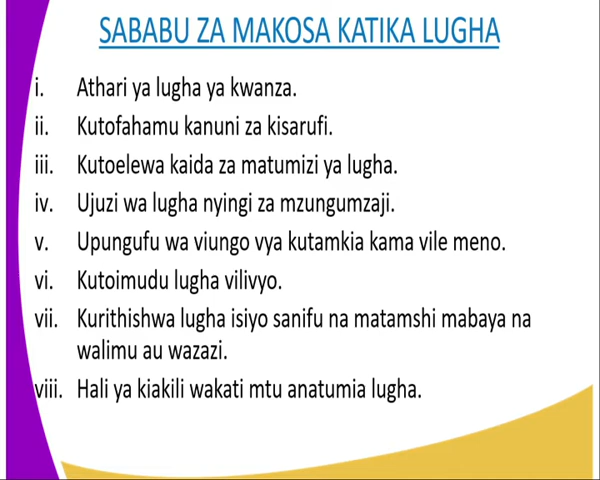 SABABU ZA MAKOSA KATIKA LUGHA
i. Athari ya lugha ya kwanza.
ii. Kutofahamu kanuni za kisarufi.
iii. Kutoelewa kaida za matumizi ya lugha.
iv. Ujuzi wa lugha nyingi za mzungumzaji.
v. Upungufu wa viungo vya kutamkia kama vile meno.
vi. Kutoimudu lugha vilivyo.
vii. Kurithishwa lugha isiyo sanifu na matamshi mabaya na
walimu au wazazi.
viii. Hali ya kiakili wakati mtu anatumia lugha.